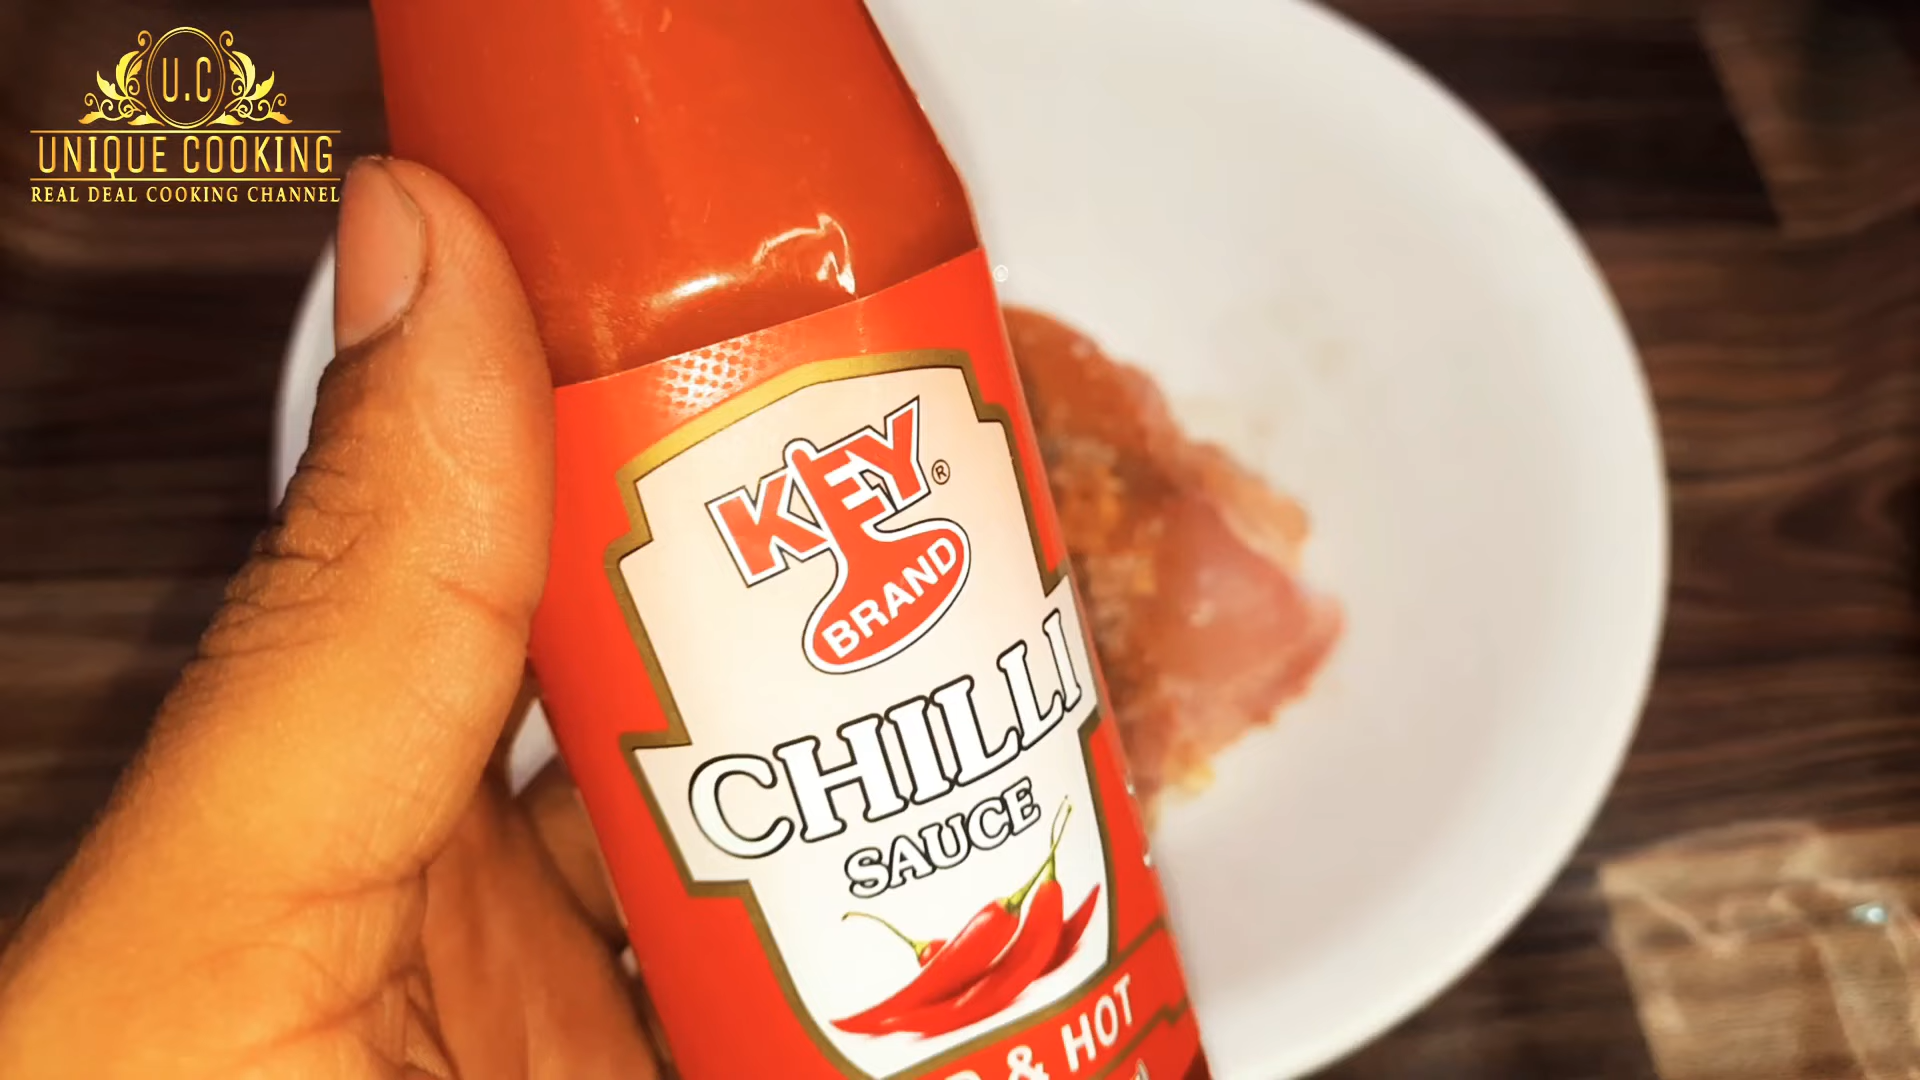 U.C
UNIQUE COOKING
REAL DEAL COOKING CHANNEL
KEY®
BRAND
CHILLI
SAUCE
& HOT